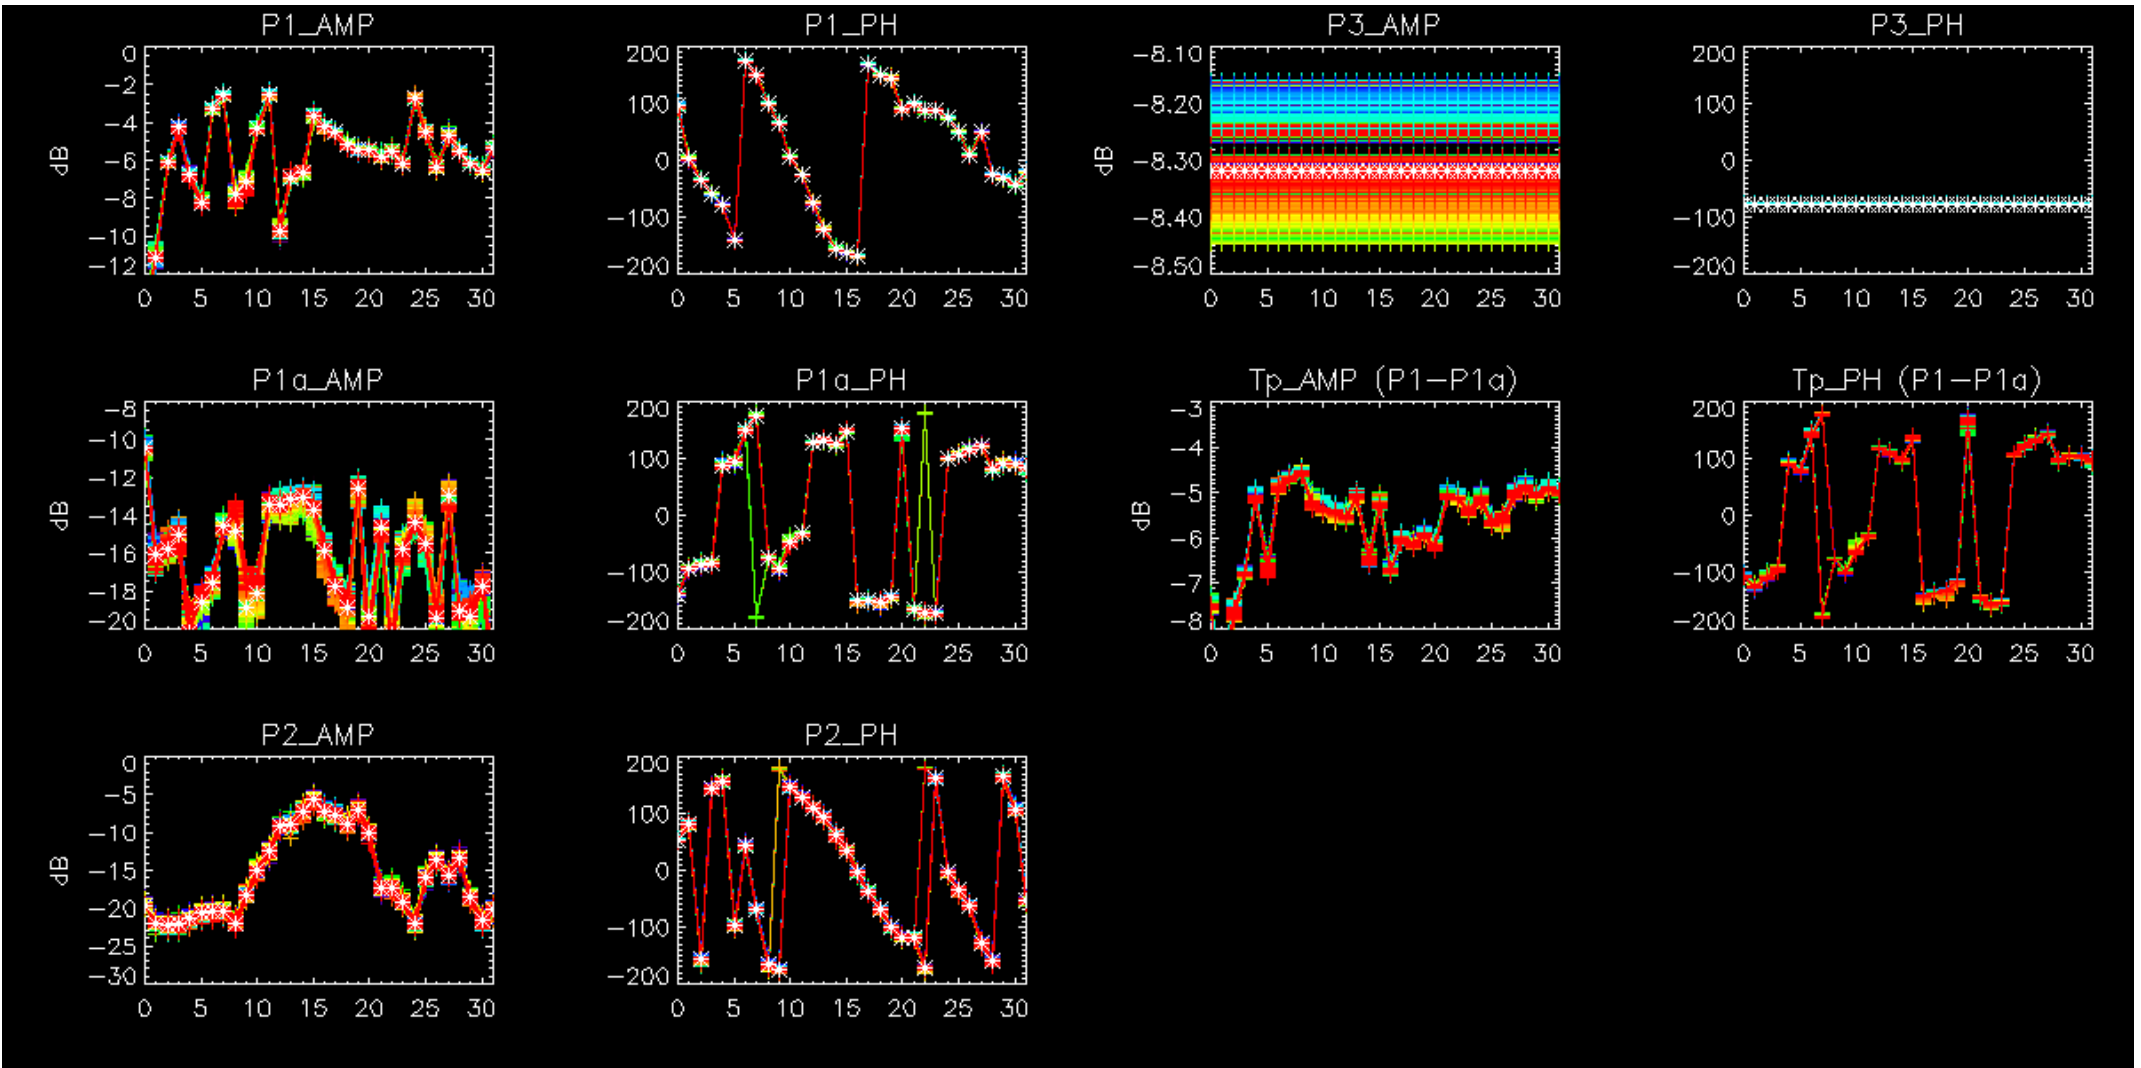 P1_AMP
P1_PH
P3_AMP
P3_PH
0
−2
−4
−6
−8
−10
−12
dB
0 5 10 15 20 25 30
200
100
0
−100
−200
0 5 10 15 20 25 30
−8.10
−8.20
−8.30
−8.40
−8.50
dB
0 5 10 15 20 25 30
200
100
0
−100
−200
0 5 10 15 20 25 30
P1a_AMP
P1a_PH
Tp_AMP (P1−P1a)
Tp_PH (P1−P1a)
−8
−10
−12
−14
−16
−18
−20
dB
0 5 10 15 20 25 30
200
100
0
−100
−200
0 5 10 15 20 25 30
−3
−4
−5
−6
−7
−8
dB
0 5 10 15 20 25 30
200
100
0
−100
−200
0 5 10 15 20 25 30
P2_AMP
P2_PH
0
−5
−10
−15
−20
−25
−30
dB
0 5 10 15 20 25 30
200
100
0
−100
−200
0 5 10 15 20 25 30